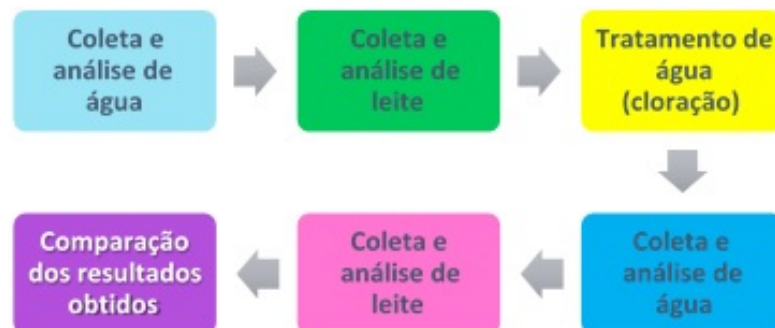 Coleta e
análise de
água
Coleta e
análise de
leite
Tratamento de
água
(cloração)
Coleta e
análise de
água
Coleta e
análise de
leite
Comparação
dos resultados
obtidos